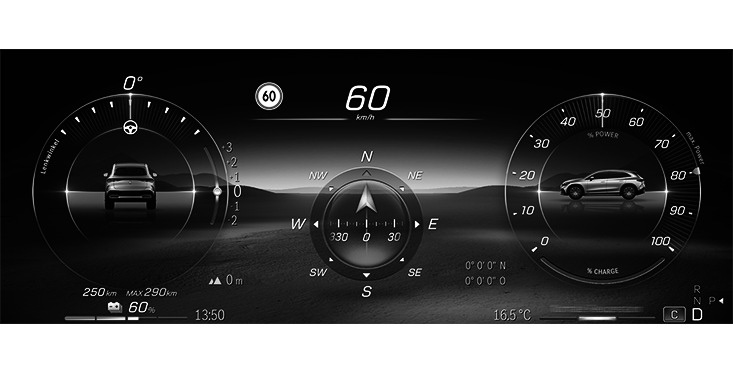 0°
60
60
km/h
Lenkwinkel
3
2
1
0
1
2
0 m
250 km MAX 290 km
60%
13:50
N
NW NE
W E
330 0 30
SW SE
S
0° 0' 0" N
0° 0' 0" O
50
40 60
% POWER
30 70
max. Power
20 80
10 90
0 100
% CHARGE
16.5°C
R
N P
C D